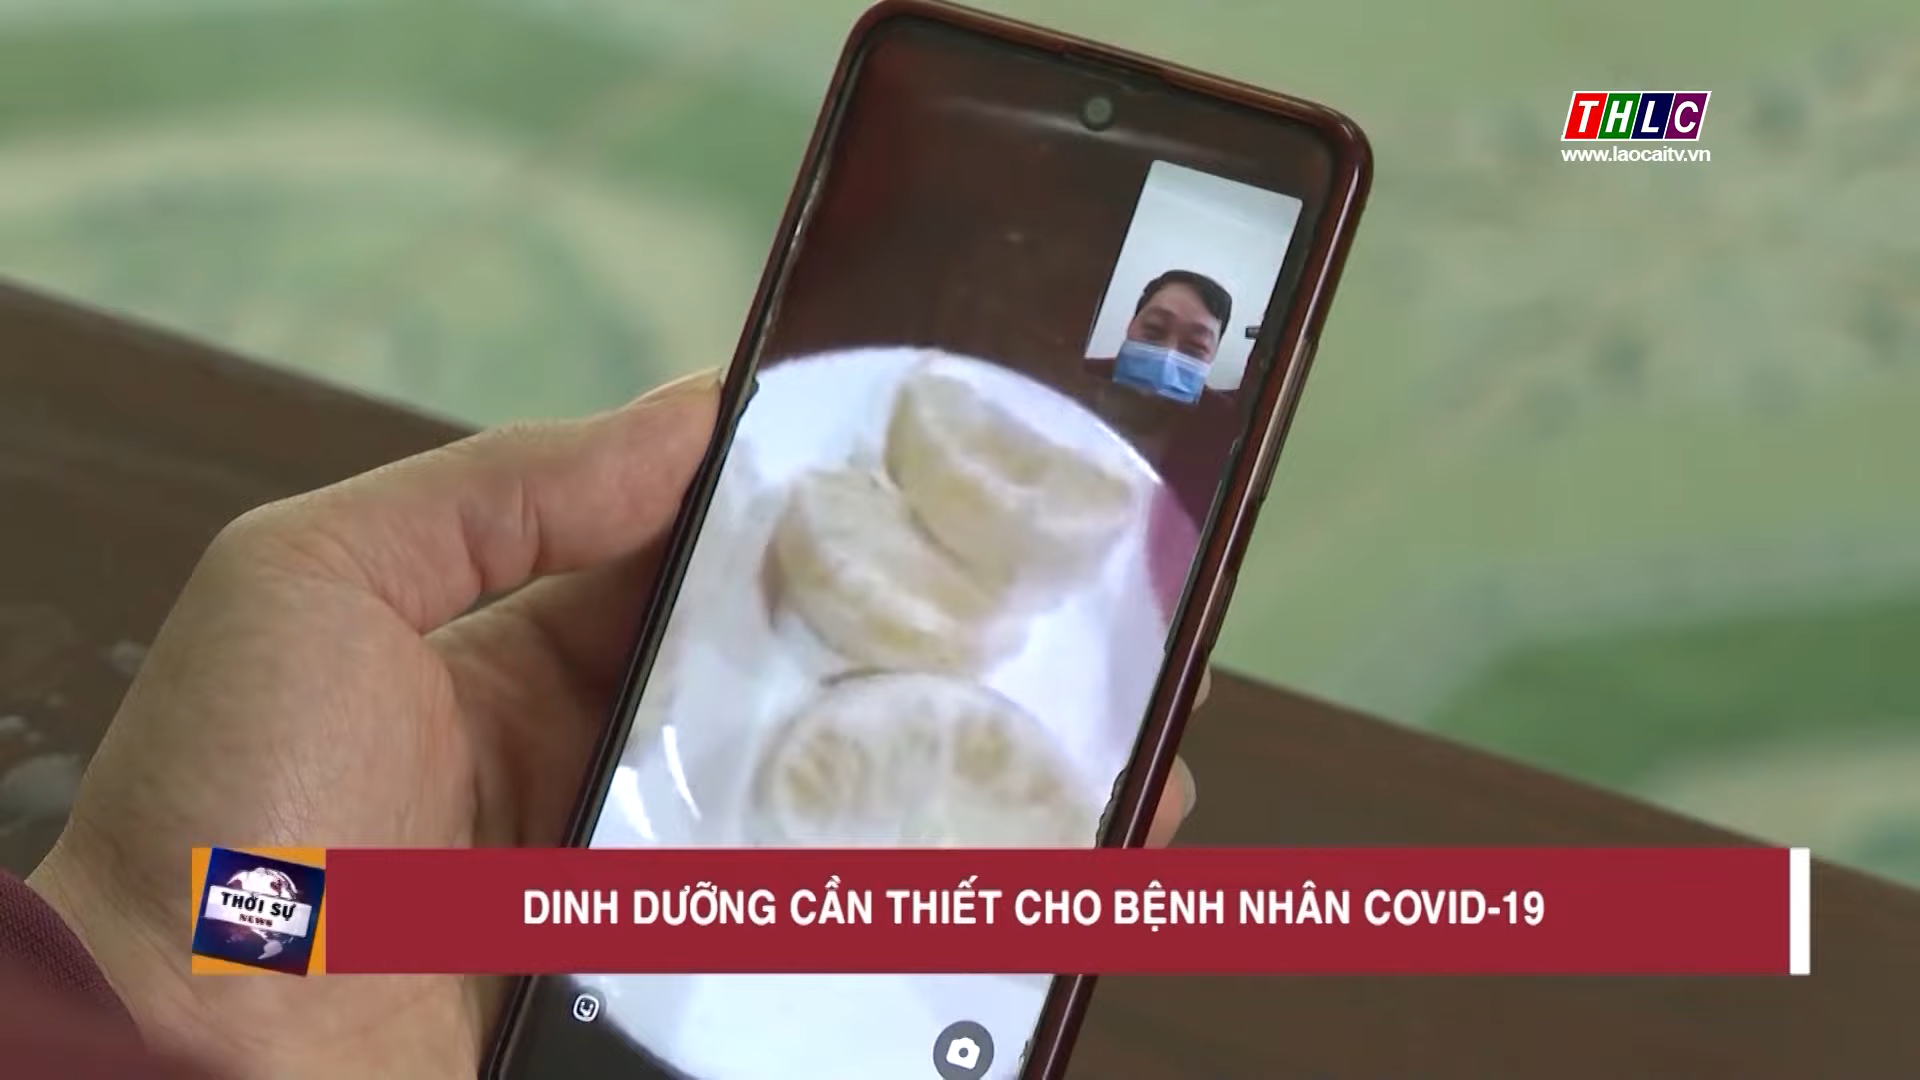 THLC
www.laocaitv.vn
THỜI SỰ
NEWS
DINH DƯỠNG CẦN THIẾT CHO BỆNH NHÂN COVID-19